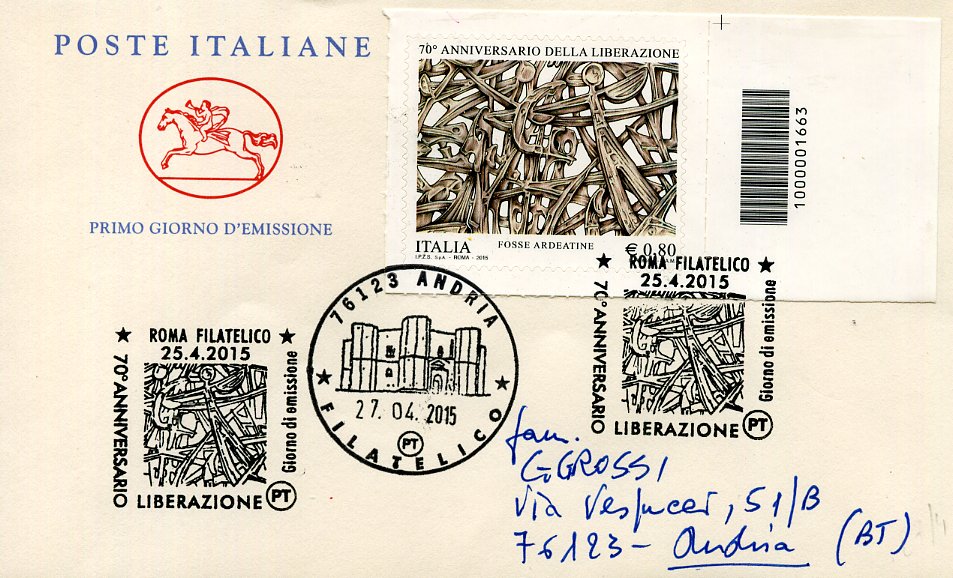 POSTE ITALIANE
PRIMO GIORNO D'EMISSIONE
70° ANNIVERSARIO DELLA LIBERAZIONE
ITALIA
FOSSE ARDEATINE
€ 0,80
I.P.Z.S. S.p.A. - ROMA - 2015
1000001663
ROMA FILATELICO
25.4.2015
70° ANNIVERSARIO
Giorno di emissione
LIBERAZIONE PT
76123 ANDRIA
27. 04. 2015
PT
FILATELICO
ROMA FILATELICO
25.4.2015
70° ANNIVERSARIO
Giorno di emissione
LIBERAZIONE PT
fam.
G. GROSSI
Via Vespucci, 51/B
76123 - Andria (BT)